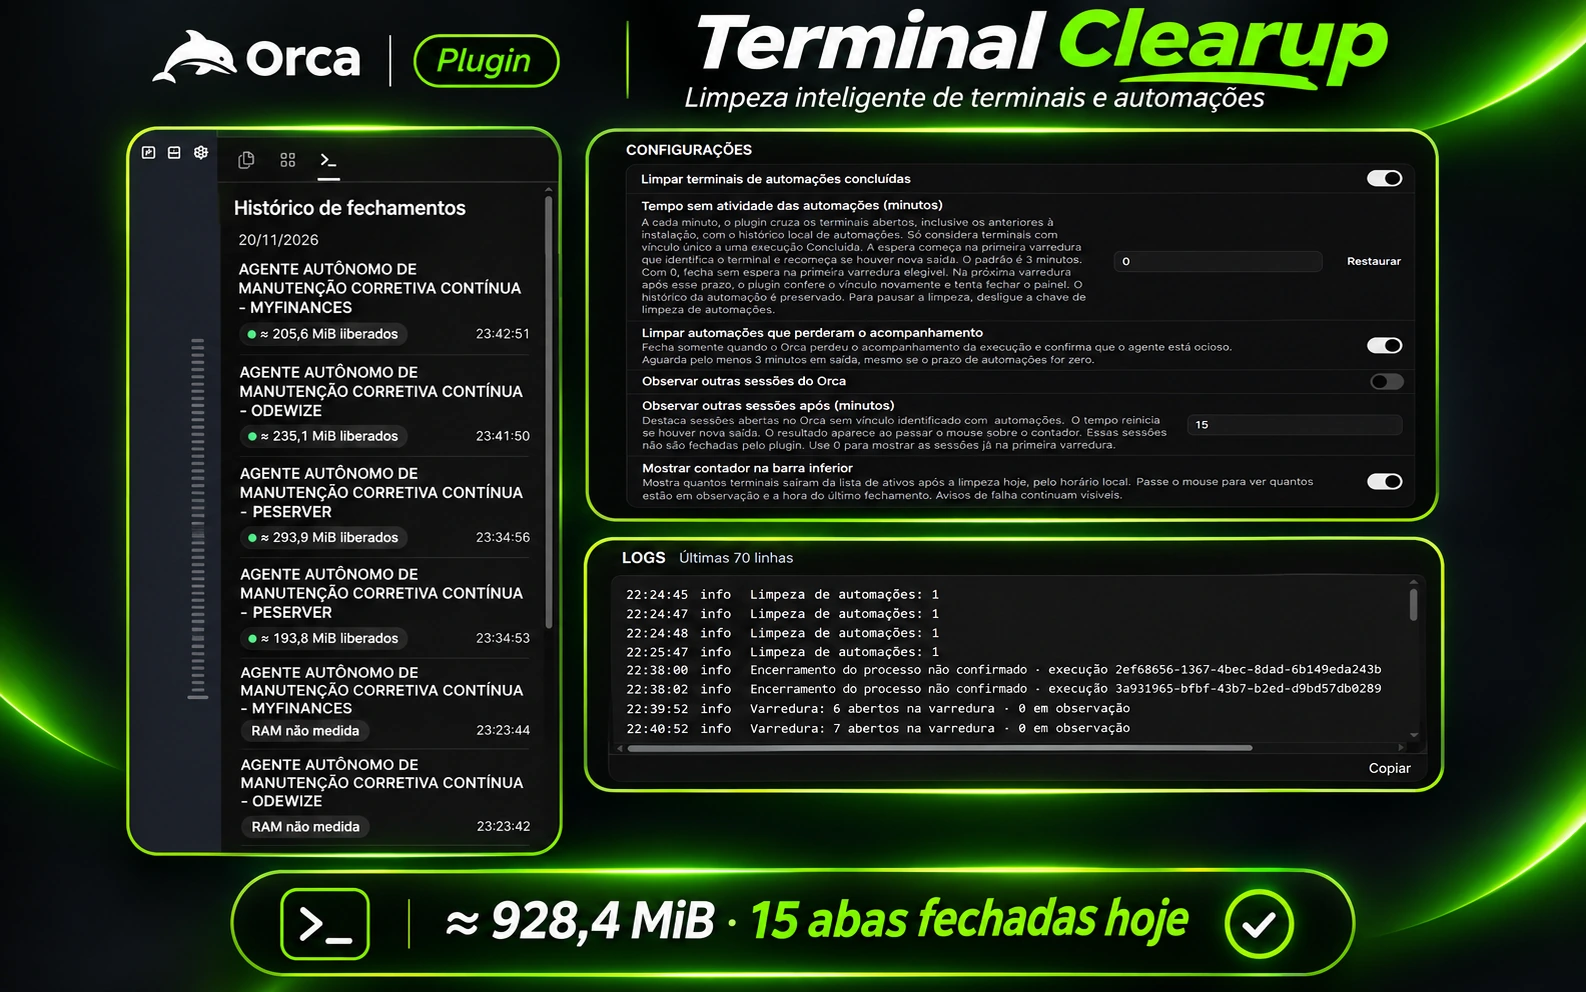 Orca
Plugin
Terminal Clearup
Limpeza inteligente de terminais e automações
Histórico de fechamentos
20/11/2026
AGENTE AUTÔNOMO DE
MANUTENÇÃO CORRETIVA CONTÍNUA
- MYFINANCES
≈ 205,6 MiB liberados 23:42:51
AGENTE AUTÔNOMO DE
MANUTENÇÃO CORRETIVA CONTÍNUA
- ODEWIZE
≈ 235,1 MiB liberados 23:41:50
AGENTE AUTÔNOMO DE
MANUTENÇÃO CORRETIVA CONTÍNUA
- PESERVER
≈ 293,9 MiB liberados 23:34:56
AGENTE AUTÔNOMO DE
MANUTENÇÃO CORRETIVA CONTÍNUA
- PESERVER
≈ 193,8 MiB liberados 23:34:53
AGENTE AUTÔNOMO DE
MANUTENÇÃO CORRETIVA CONTÍNUA
- MYFINANCES
RAM não medida 23:23:44
AGENTE AUTÔNOMO DE
MANUTENÇÃO CORRETIVA CONTÍNUA
- ODEWIZE
RAM não medida 23:23:42
CONFIGURAÇÕES
Limpar terminais de automações concluídas
Tempo sem atividade das automações (minutos)
A cada minuto, o plugin cruza os terminais abertos, inclusive os anteriores à
instalação, com o histórico local de automações. Só considera terminais com
vínculo único a uma execução Concluída. A espera começa na primeira varredura
que identifica o terminal e recomeça se houver nova saída. O padrão é 3 minutos.
Com 0, fecha sem espera na primeira varredura elegível. Na próxima varredura
após esse prazo, o plugin confere o vínculo novamente e tenta fechar o painel. O
histórico da automação é preservado. Para pausar a limpeza, desligue a chave de
limpeza de automações.
0
Restaurar
Limpar automações que perderam o acompanhamento
Fecha somente quando o Orca perdeu o acompanhamento da execução e confirma que o agente está ocioso.
Aguarda pelo menos 3 minutos em saída, mesmo se o prazo de automações for zero.
Observar outras sessões do Orca
Observar outras sessões após (minutos)
Destaca sessões abertas no Orca sem vínculo identificado com automações. O tempo reinicia
se houver nova saída. O resultado aparece ao passar o mouse sobre o contador. Essas sessões
não são fechadas pelo plugin. Use 0 para mostrar as sessões já na primeira varredura.
15
Mostrar contador na barra inferior
Mostra quantos terminais saíram da lista de ativos após a limpeza hoje, pelo horário local. Passe o mouse para ver quantos
estão em observação e a hora do último fechamento. Avisos de falha continuam visíveis.
LOGS Últimas 70 linhas
22:24:45 info Limpeza de automações: 1
22:24:47 info Limpeza de automações: 1
22:24:48 info Limpeza de automações: 1
22:25:47 info Limpeza de automações: 1
22:38:00 info Encerramento do processo não confirmado · execução 2ef68656-1367-4bec-8dad-6b149eda243b
22:38:02 info Encerramento do processo não confirmado · execução 3a931965-bfbf-43b7-b2ed-d9bd57db0289
22:39:52 info Varredura: 6 abertos na varredura · 0 em observação
22:40:52 info Varredura: 7 abertos na varredura · 0 em observação
Copiar
≈ 928,4 MiB · 15 abas fechadas hoje